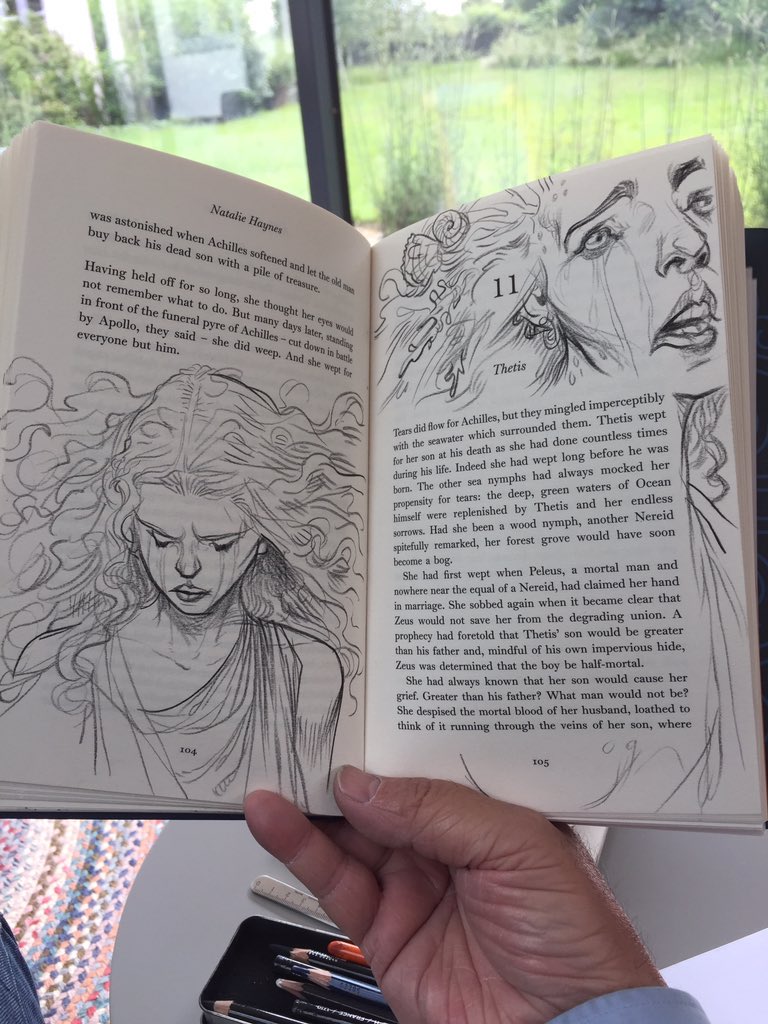 Natalie Haynes
was astonished when Achilles softened and let the old man
buy back his dead son with a pile of treasure.
Having held off for so long, she thought her eyes would
not remember what to do. But many days later, standing
in front of the funeral pyre of Achilles – cut down in battle
by Apollo, they said – she did weep. And she wept for
everyone but him.
104
11
Thetis
Tears did flow for Achilles, but they mingled imperceptibly
with the seawater which surrounded them. Thetis wept
for her son at his death as she had done countless times
during his life. Indeed she had wept long before he was
born. The other sea nymphs had always mocked her
propensity for tears: the deep, green waters of Ocean
himself were replenished by Thetis and her endless
sorrows. Had she been a wood nymph, another Nereid
spitefully remarked, her forest grove would have soon
become a bog.
She had first wept when Peleus, a mortal man and
nowhere near the equal of a Nereid, had claimed her hand
in marriage. She sobbed again when it became clear that
Zeus would not save her from the degrading union. A
prophecy had foretold that Thetis' son would be greater
than his father and, mindful of his own impervious hide,
Zeus was determined that the boy be half-mortal.
She had always known that her son would cause her
grief. Greater than his father? What man would not be?
She despised the mortal blood of her husband, loathed to
think of it running through the veins of her son, where
105